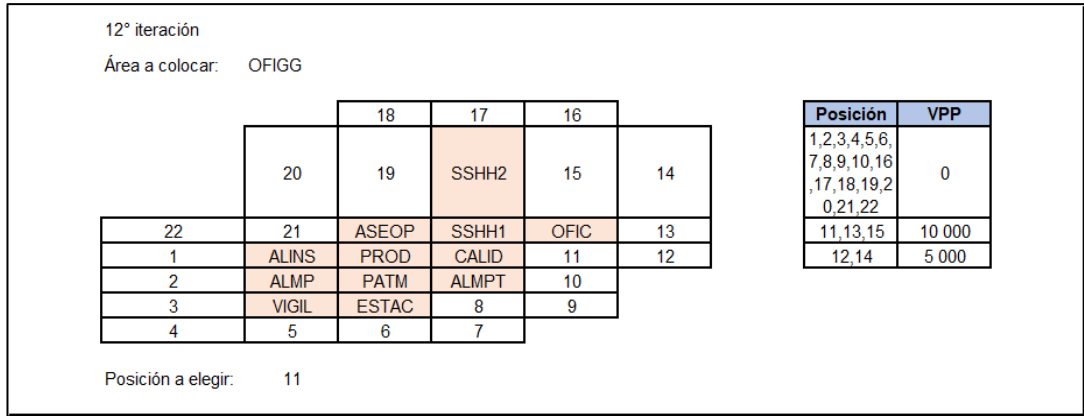 12° iteración
Área a colocar: OFIGG
18 17 16
20 19 SSHH2 15 14
22 21 ASEOP SSHH1 OFIC 13
1 ALINS PROD CALID 11 12
2 ALMP PATM ALMPT 10
3 VIGIL ESTAC 8 9
4 5 6 7
Posición VPP
1,2,3,4,5,6,
7,8,9,10,16
,17,18,19,2
0,21,22
0
11,13,15 10 000
12,14 5 000
Posición a elegir: 11